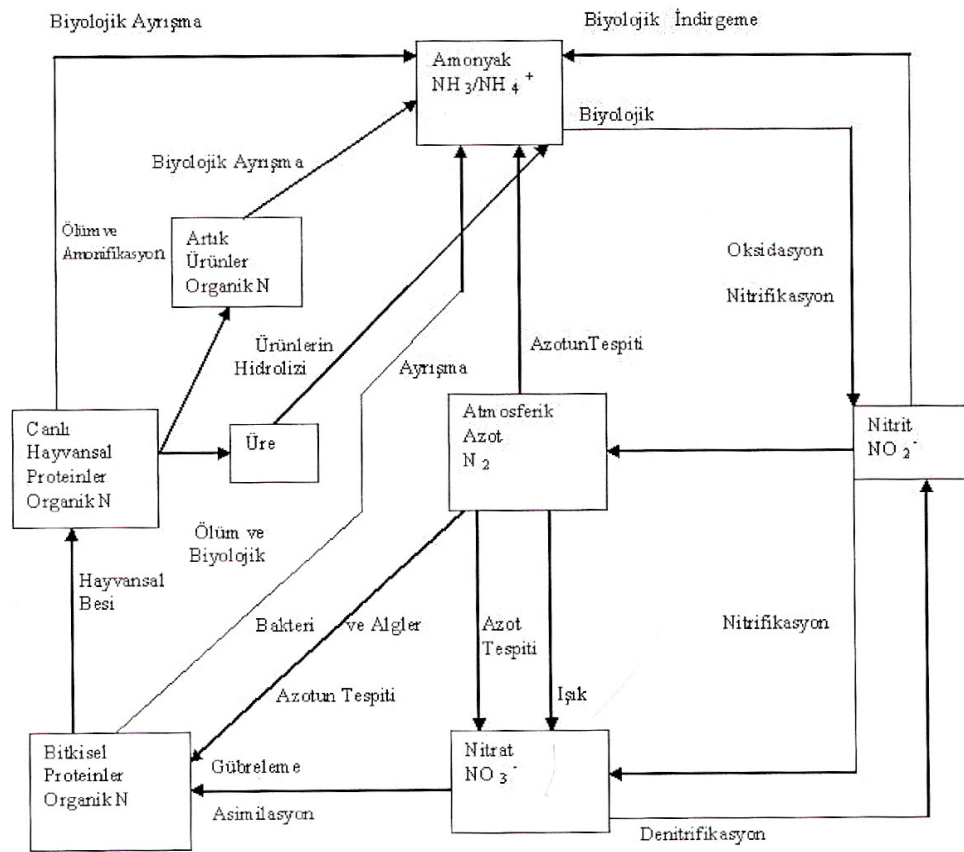 Biyolojik Ayrışma
Biyolojik İndirgeme
Amonyak
NH3/NH4+
Biyolojik
Biyolojik Ayrışma
Ölüm ve
Amonifikasyon
Artık
Ürünler
Organik N
Oksidasyon
Nitrifikasyon
Ürünlerin
Hidrolizi
Ayrışma
Azotun Tespiti
Canlı
Hayvansal
Proteinler
Organik N
Üre
Atmosferik
Azot
N2
Nitrit
NO2-
Ölüm ve
Biyolojik
Hayvansal
Besi
Bakteri ve Algler
Azot
Tespiti
Nitrifikasyon
Azotun Tespiti
Işık
Bitkisel
Proteinler
Organik N
Gübreleme
Asimilasyon
Nitrat
NO3-
Denitrifikasyon